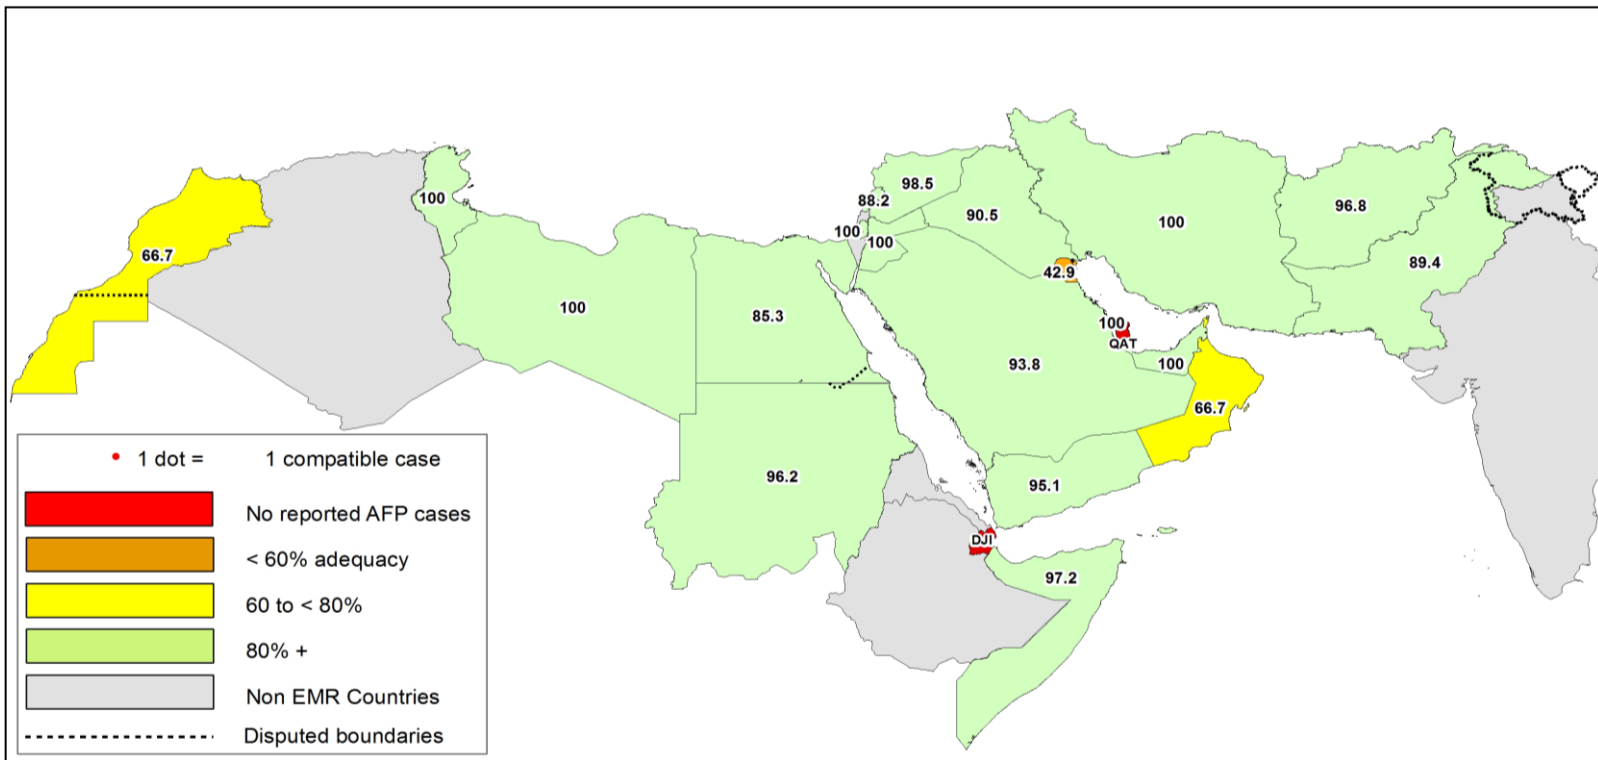 98.5
88.2
90.5
96.8
100
100
66.7
100
100
89.4
42.9
100
85.3
100
QAT
93.8
100
66.7
96.2
95.1
DJI
97.2
1 dot = 1 compatible case
No reported AFP cases
< 60% adequacy
60 to < 80%
80% +
Non EMR Countries
Disputed boundaries